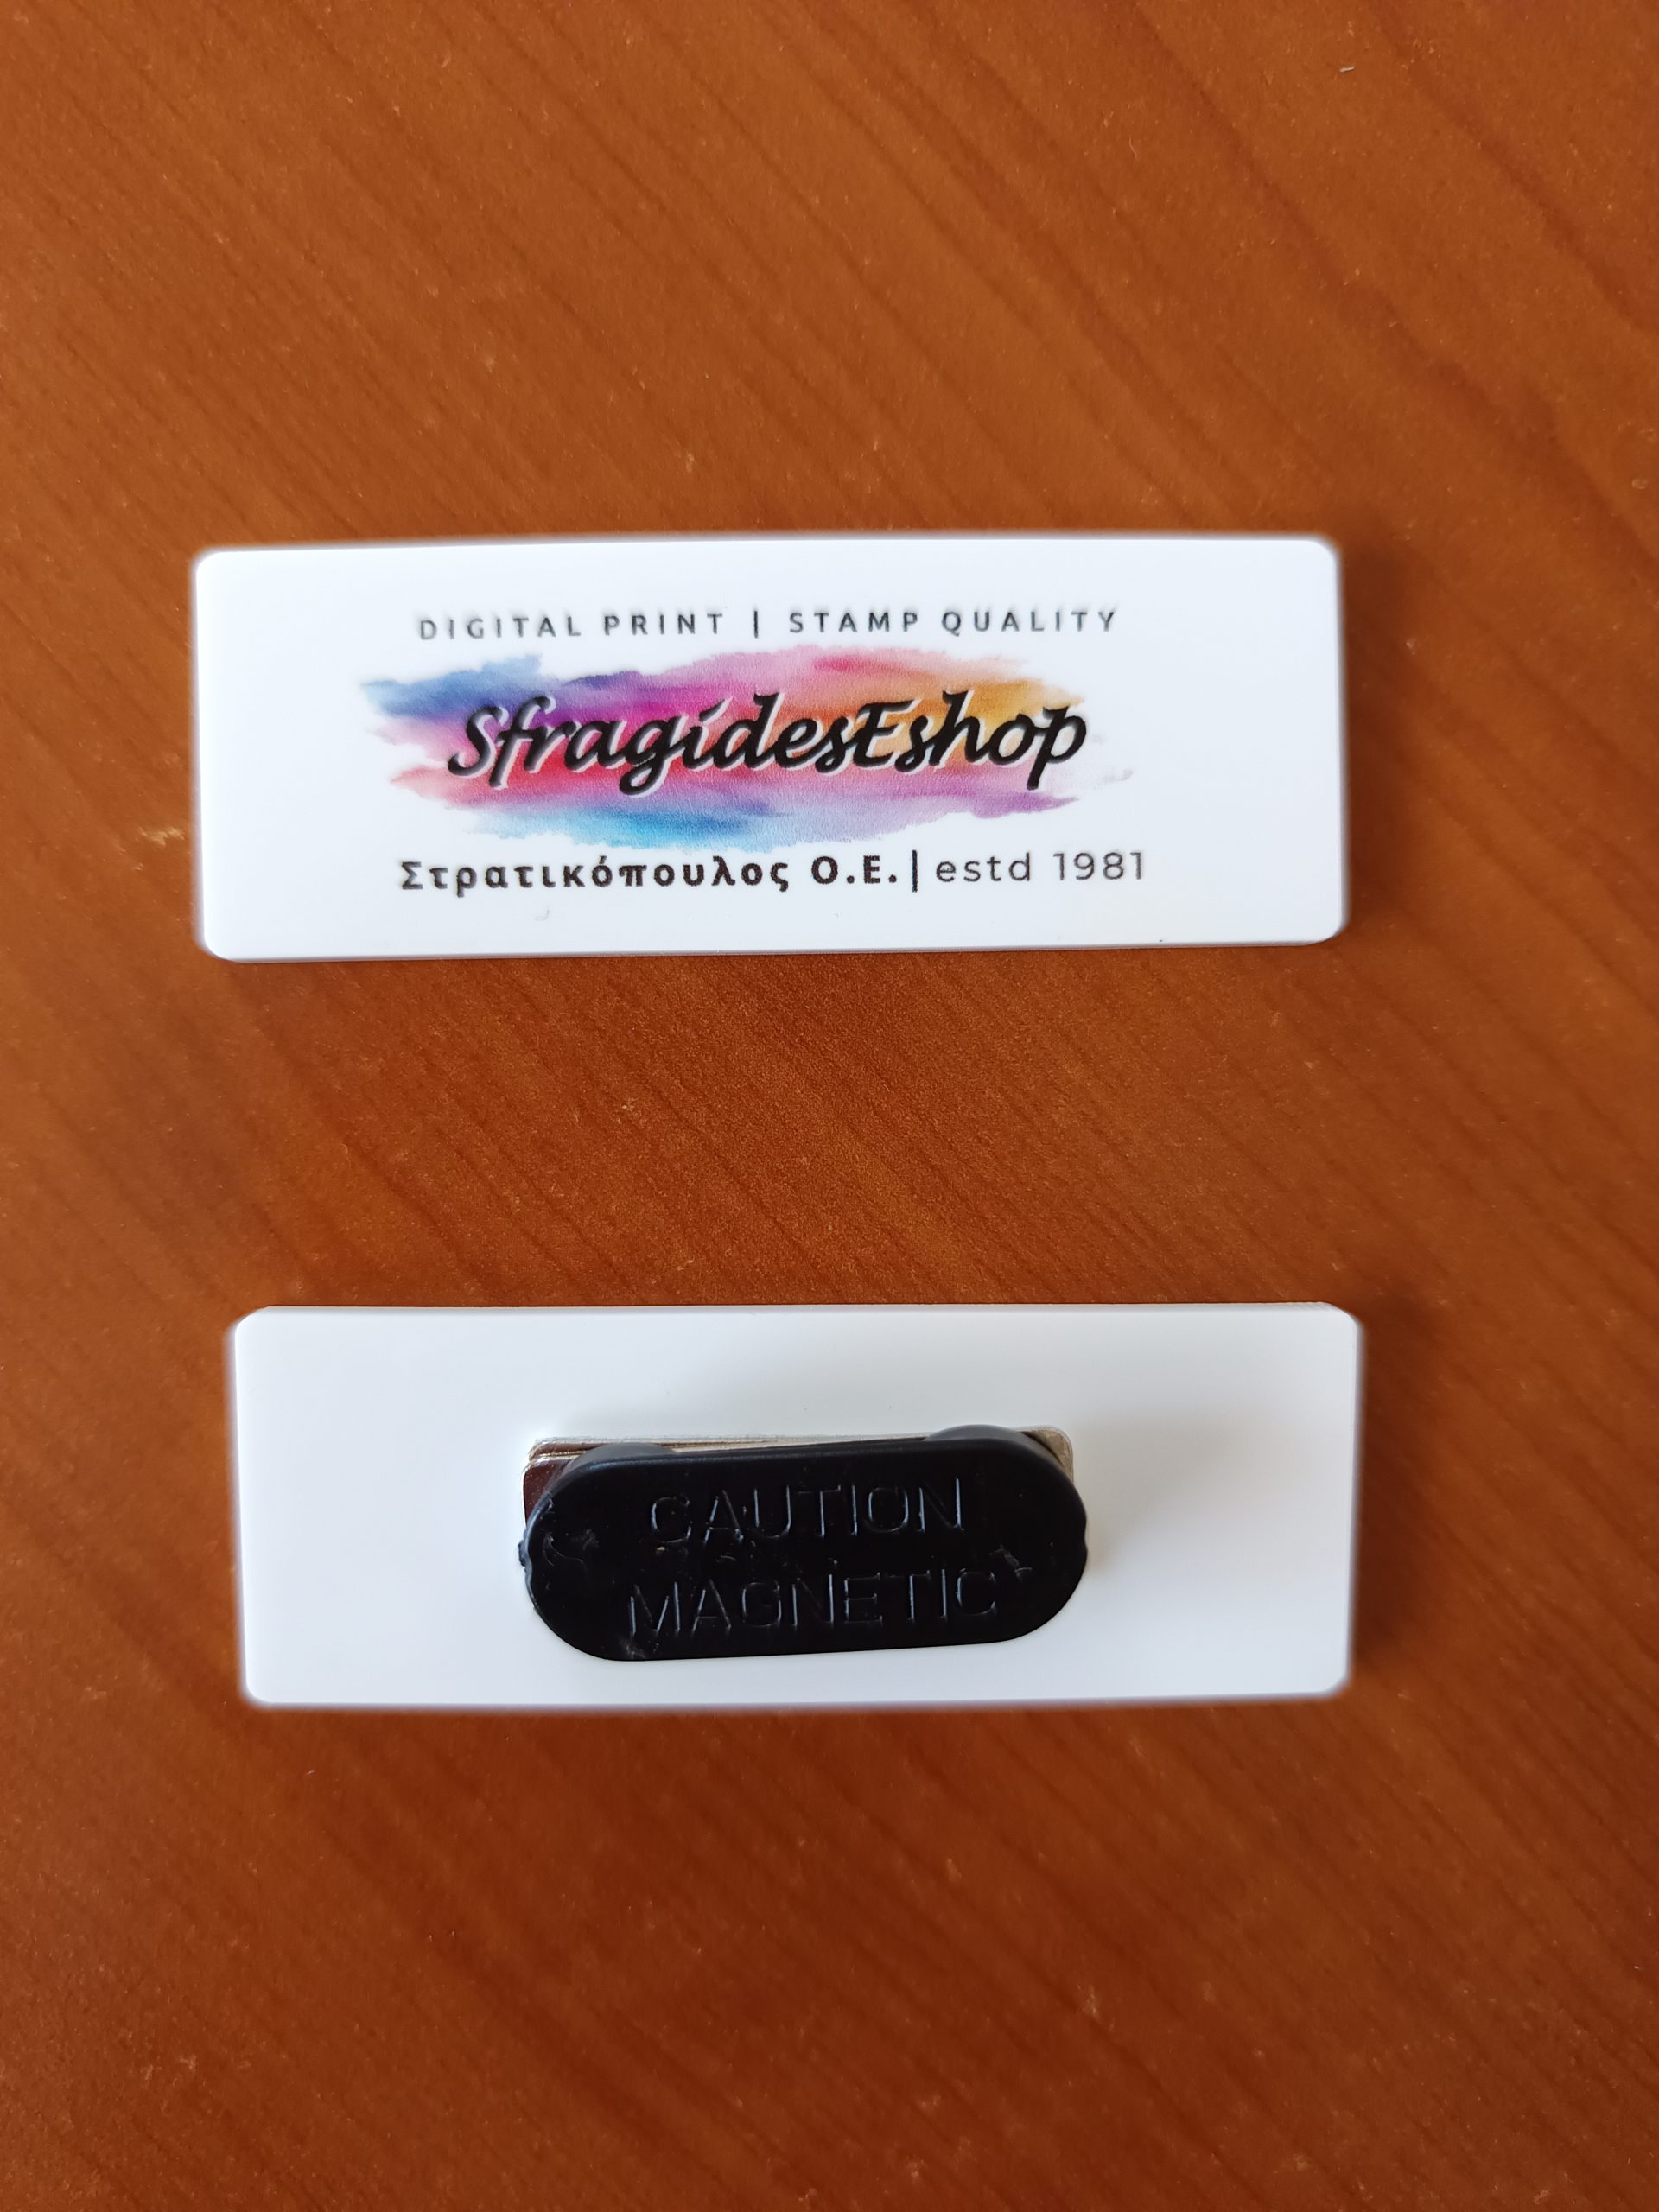 DIGITAL PRINT | STAMP QUALITY
SfragidesEshop
Στρατικόπουλος Ο.Ε.| estd 1981
CAUTION
MAGNETIC